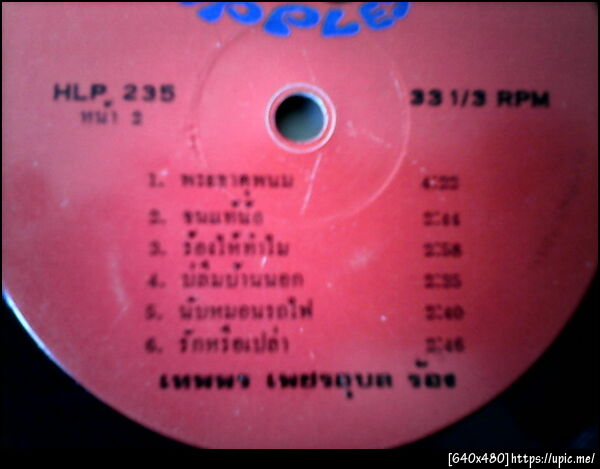 APPLE
HLP. 235
33 1/3 RPM
หน้า 2
1. พระธาตุพนม 4:22
2. จนแท้น้อ 2:44
3. ร้องไห้ทำไม 2:58
4. บ่ลืมบ้านนอก 2:35
5. นับหมอนรถไฟ 2:40
6. รักหรือเปล่า 2:46
เทพพร เพชรอุบล ร้อง
[640x480]https://upic.me/